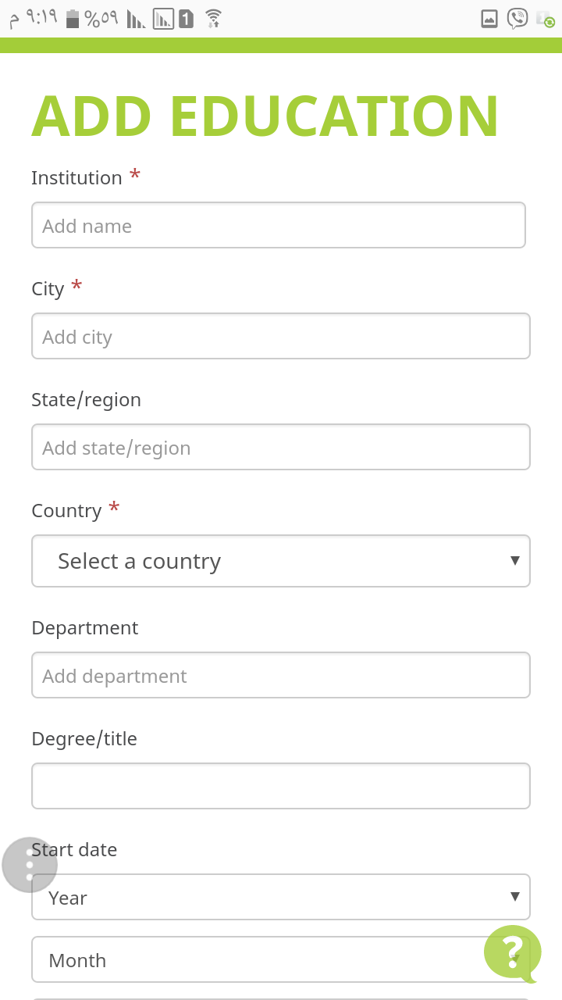 م ٩:١٩ %٥٩ 1
ADD EDUCATION
Institution *
Add name
City *
Add city
State/region
Add state/region
Country *
Select a country
Department
Add department
Degree/title
Start date
Year
Month
?